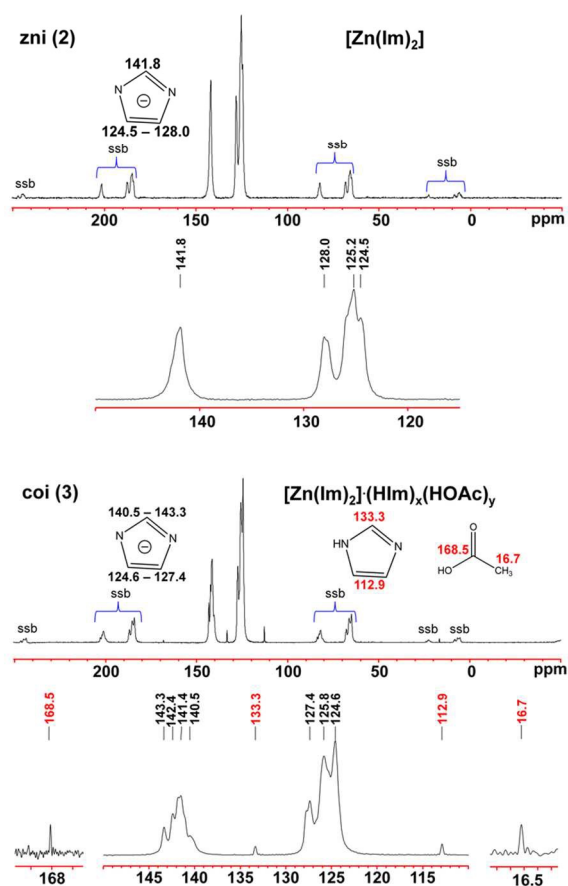 zni (2)
[Zn(Im)₂]
141.8
N
N
⊖
124.5 – 128.0
ssb
ssb
ssb
ssb
200
150
100
50
0
ppm
141.8
128.0
125.2
124.5
140
130
120
coi (3)
[Zn(Im)₂]·(HIm)ₓ(HOAc)ᵧ
140.5 – 143.3
N
N
⊖
124.6 – 127.4
133.3
HN
N
112.9
O
168.5
16.7
HO
CH₃
ssb
ssb
ssb
ssb
ssb
200
150
100
50
0
ppm
168.5
143.3
142.4
141.4
140.5
133.3
127.4
125.8
124.6
112.9
16.7
168
145
140
135
130
125
120
115
16.5